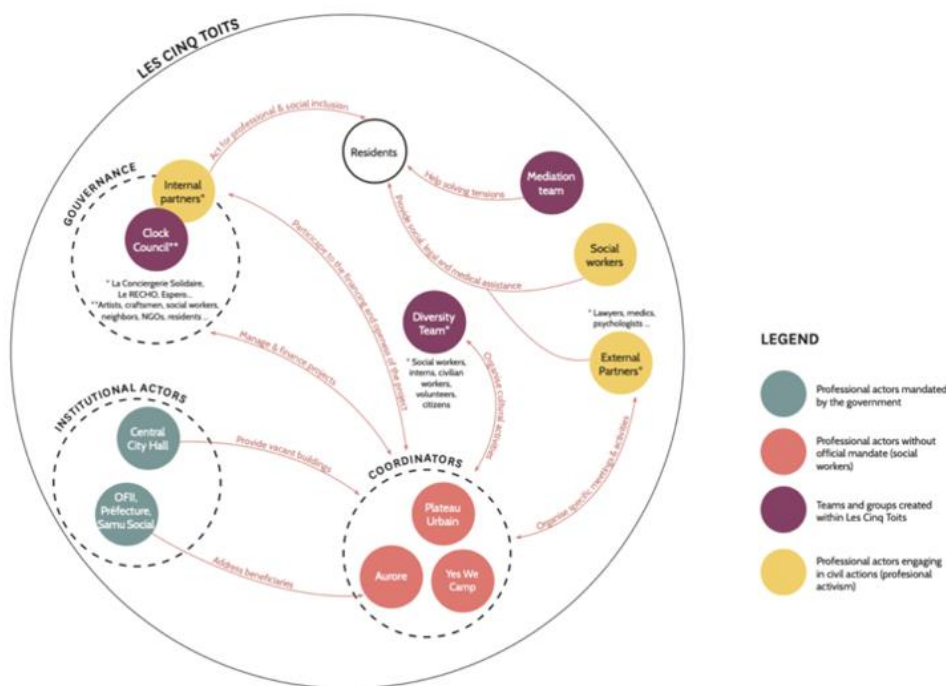 LES CINQ TOITS
Act for professional & social inclusion
Residents
GOUVERNANCE
Internal
partners*
Clock
Council**
* La Conciergerie Solidaire,
Le RECHO, Espero...
**Artists, craftsmen, social workers,
neighbors, NGOs, residents ...
Help solving tensions
Mediation
team
Provide social, legal and medical assistance
Social
workers
* Lawyers, medics,
psychologists ...
External
Partners*
Participate to the financing and openness of the project
Manage & finance projects
Diversity
Team*
* Social workers,
interns, civilian
workers,
volunteers,
citizens
Organise cultural activities
Organise specific meetings & activities
INSTITUTIONAL ACTORS
Central
City Hall
OFII,
Préfecture,
Samu Social
Provide vacant buildings
Address beneficiaries
COORDINATORS
Plateau
Urbain
Aurore
Yes We
Camp
LEGEND
Professional actors mandated
by the government
Professional actors without
official mandate (social
workers)
Teams and groups created
within Les Cinq Toits
Professional actors engaging
in civil actions (profesional
activism)